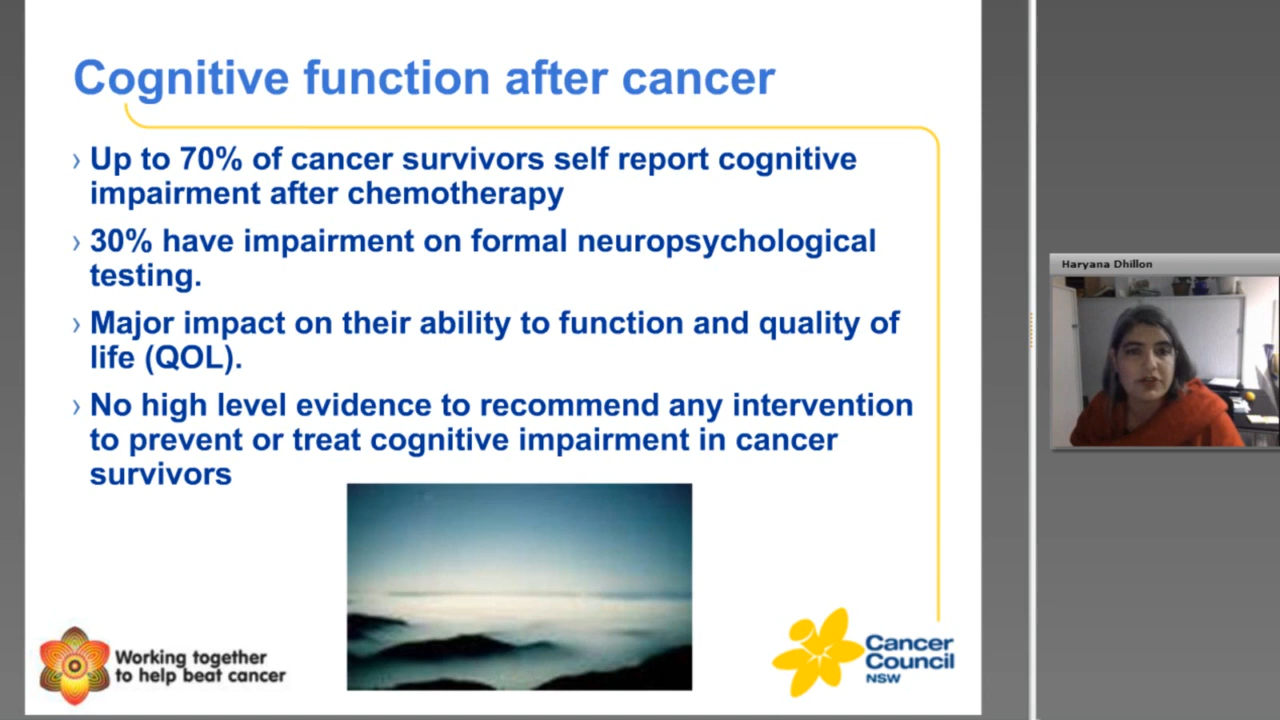 Cognitive function after cancer
› Up to 70% of cancer survivors self report cognitive
impairment after chemotherapy
› 30% have impairment on formal neuropsychological
testing.
› Major impact on their ability to function and quality of
life (QOL).
› No high level evidence to recommend any intervention
to prevent or treat cognitive impairment in cancer
survivors
Working together
to help beat cancer
Cancer
Council
NSW
Haryana Dhillon